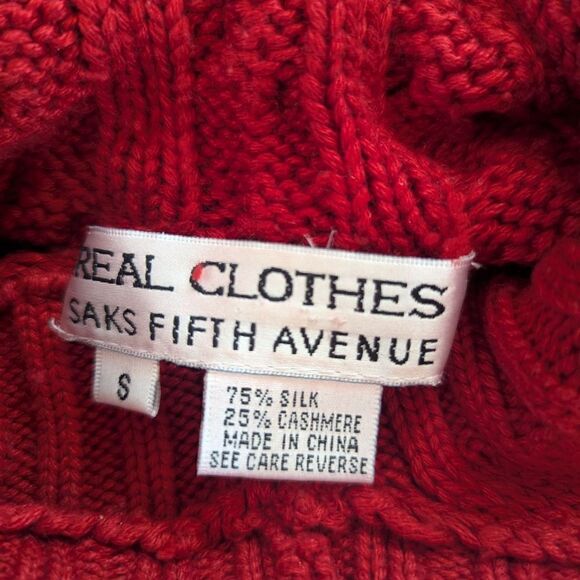 REAL CLOTHES
SAKS FIFTH AVENUE
S
75% SILK
25% CASHMERE
MADE IN CHINA
SEE CARE REVERSE